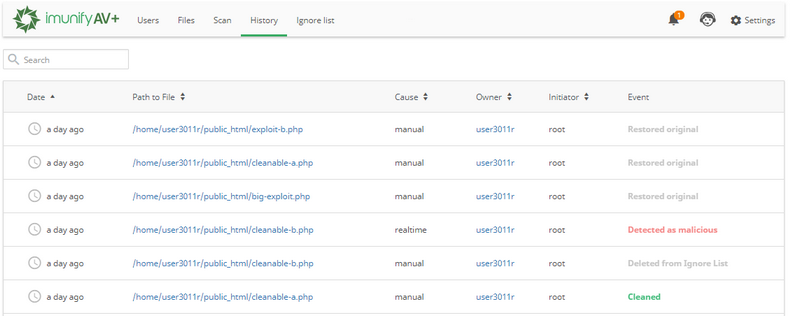 imunify AV+ Users Files Scan History Ignore list 1 Settings
Search
Date Path to File Cause Owner Initiator Event
a day ago /home/user3011r/public_html/exploit-b.php manual user3011r root Restored original
a day ago /home/user3011r/public_html/cleanable-a.php manual user3011r root Restored original
a day ago /home/user3011r/public_html/big-exploit.php manual user3011r root Restored original
a day ago /home/user3011r/public_html/cleanable-b.php realtime user3011r root Detected as malicious
a day ago /home/user3011r/public_html/cleanable-b.php manual user3011r root Deleted from Ignore List
a day ago /home/user3011r/public_html/cleanable-a.php manual user3011r root Cleaned